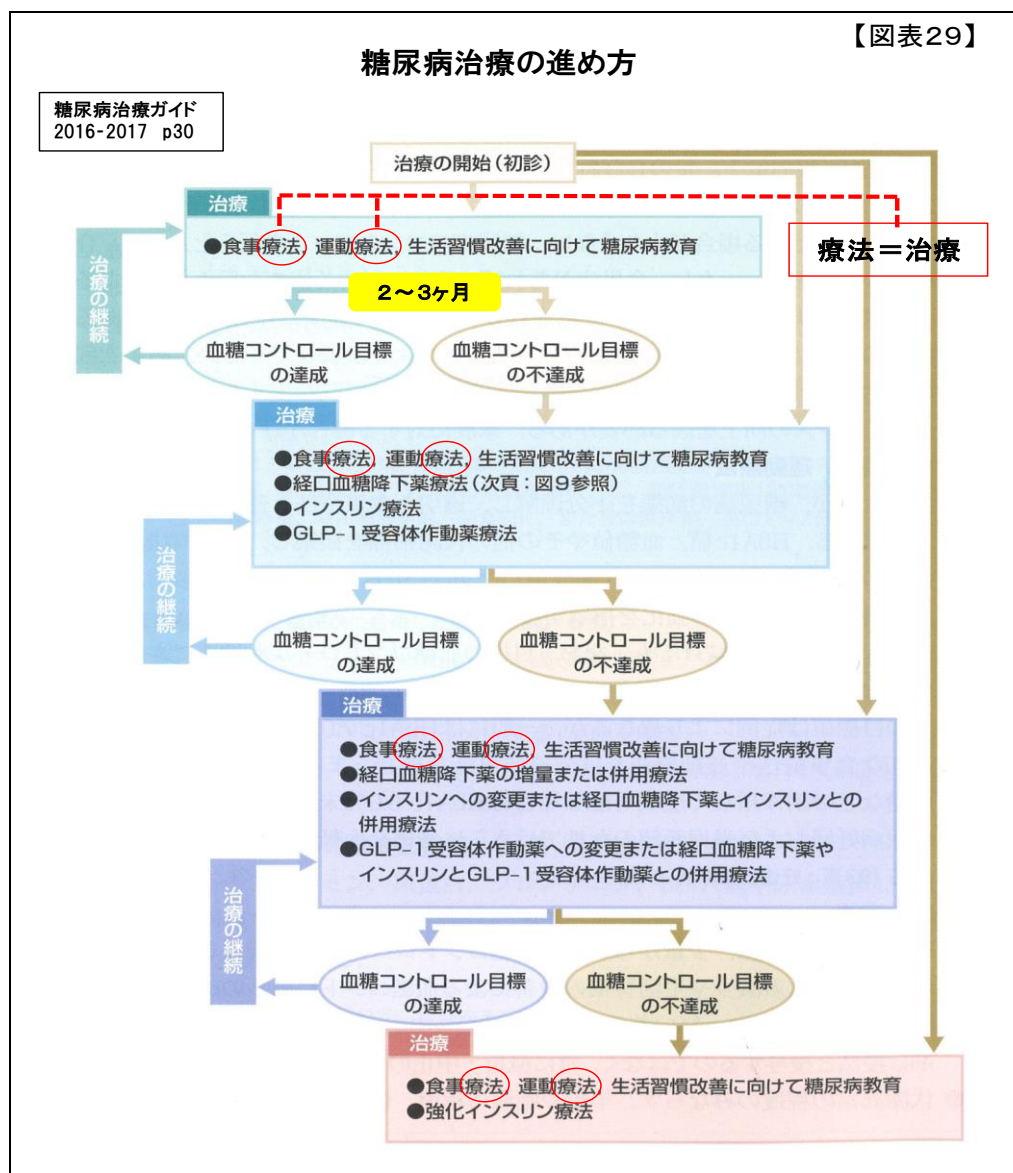 【図表29】
糖尿病治療の進め方
糖尿病治療ガイド
2016-2017 p30
治療の開始(初診)
治療
●食事療法, 運動療法, 生活習慣改善に向けて糖尿病教育
療法=治療
2~3ヶ月
治療の継続
血糖コントロール目標
の達成
血糖コントロール目標
の不達成
治療
●食事療法, 運動療法, 生活習慣改善に向けて糖尿病教育
●経口血糖降下薬療法(次頁:図9参照)
●インスリン療法
●GLP-1受容体作動薬療法
治療の継続
血糖コントロール目標
の達成
血糖コントロール目標
の不達成
治療
●食事療法, 運動療法, 生活習慣改善に向けて糖尿病教育
●経口血糖降下薬の増量または併用療法
●インスリンへの変更または経口血糖降下薬とインスリンとの
併用療法
●GLP-1受容体作動薬への変更または経口血糖降下薬や
インスリンとGLP-1受容体作動薬との併用療法
治療の継続
血糖コントロール目標
の達成
血糖コントロール目標
の不達成
治療
●食事療法, 運動療法, 生活習慣改善に向けて糖尿病教育
●強化インスリン療法